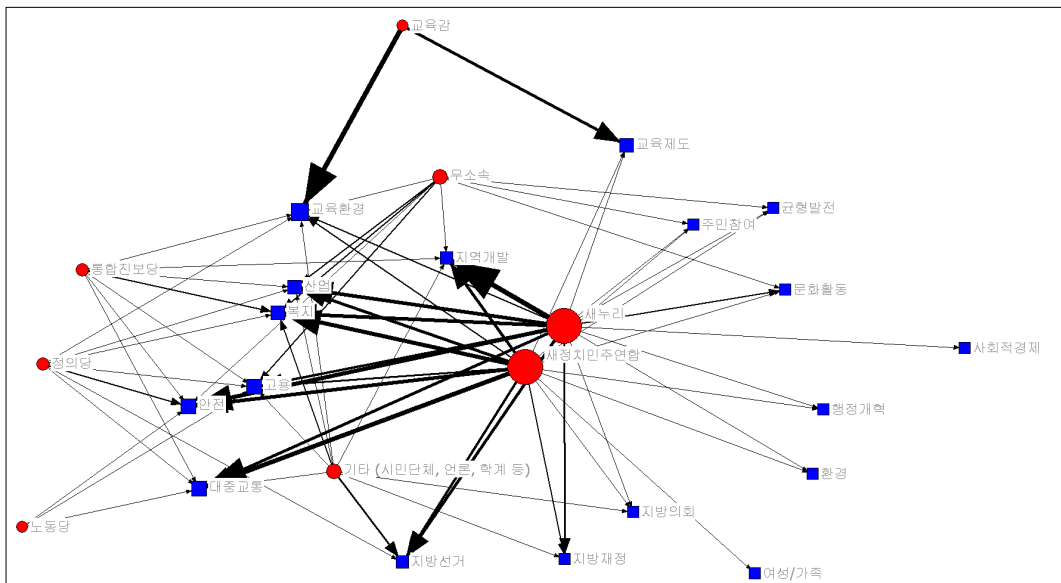 교육감
교육제도
무소속
교육환경
균형발전
주민참여
지역개발
통합진보당
산업
문화활동
복지
새누리
사회적경제
새정치민주연합
정의당
고용
안전
행정개혁
기타 (시민단체, 언론, 학계 등)
환경
대중교통
지방의회
노동당
지방선거
지방재정
여성/가족